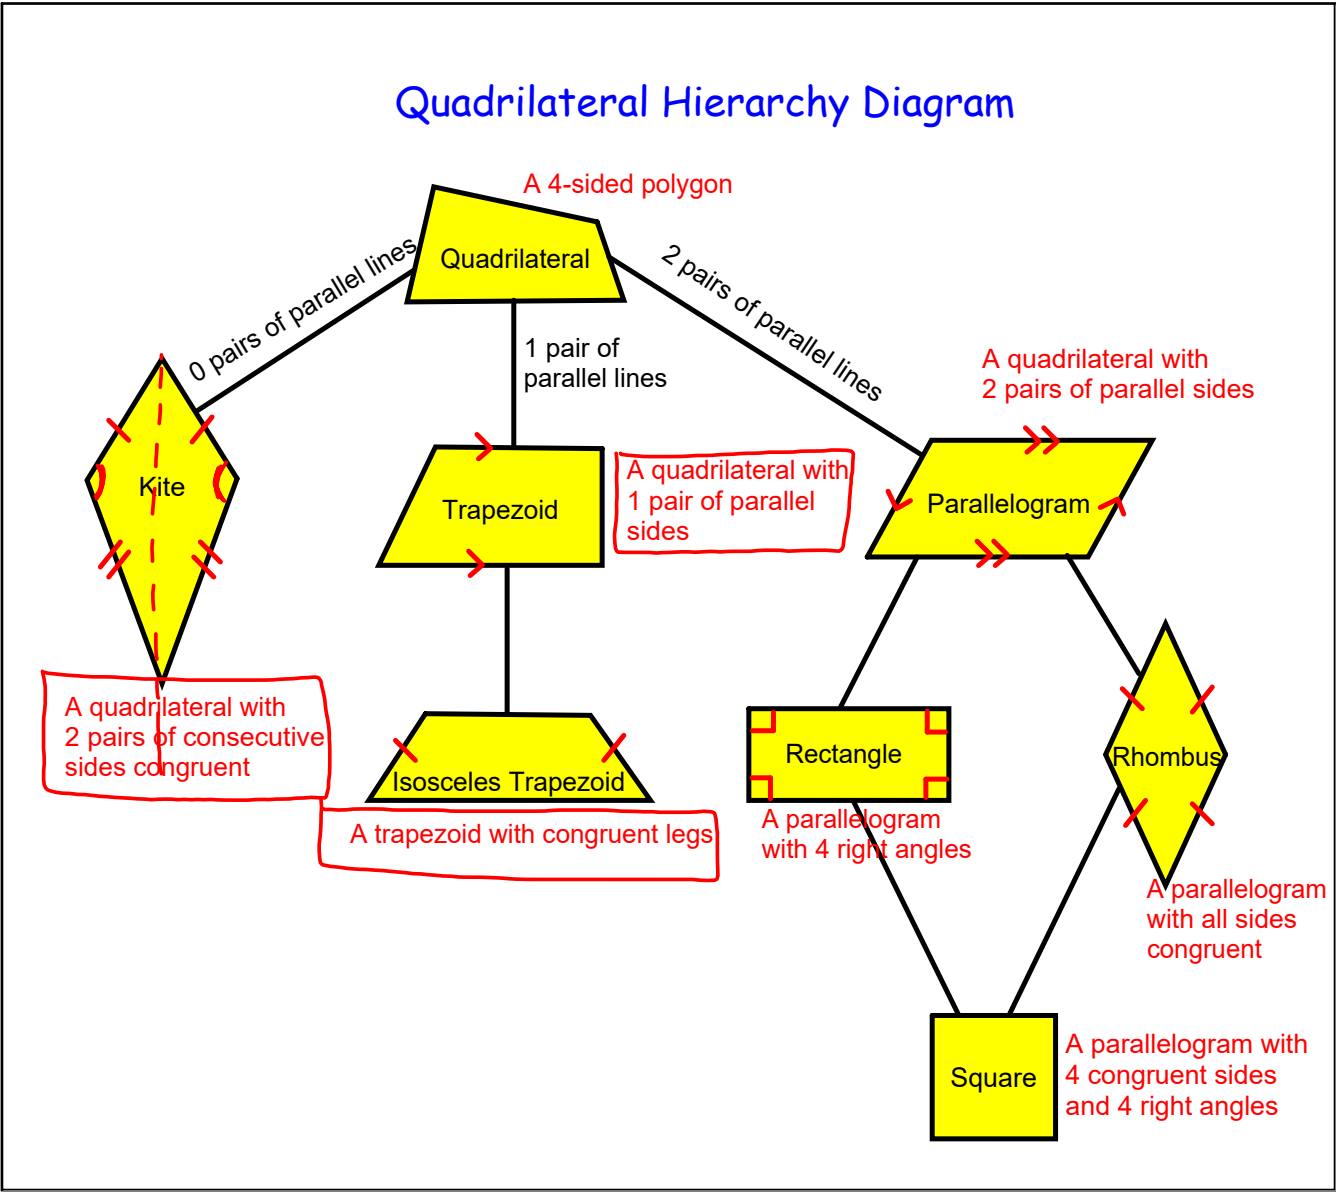 Quadrilateral Hierarchy Diagram
A 4-sided polygon
Quadrilateral
0 pairs of parallel lines
1 pair of
parallel lines
2 pairs of parallel lines
A quadrilateral with
2 pairs of parallel sides
Kite
Trapezoid
A quadrilateral with
1 pair of parallel
sides
Parallelogram
A quadrilateral with
2 pairs of consecutive
sides congruent
Isosceles Trapezoid
A trapezoid with congruent legs
Rectangle
A parallelogram
with 4 right angles
Rhombus
A parallelogram
with all sides
congruent
Square
A parallelogram with
4 congruent sides
and 4 right angles